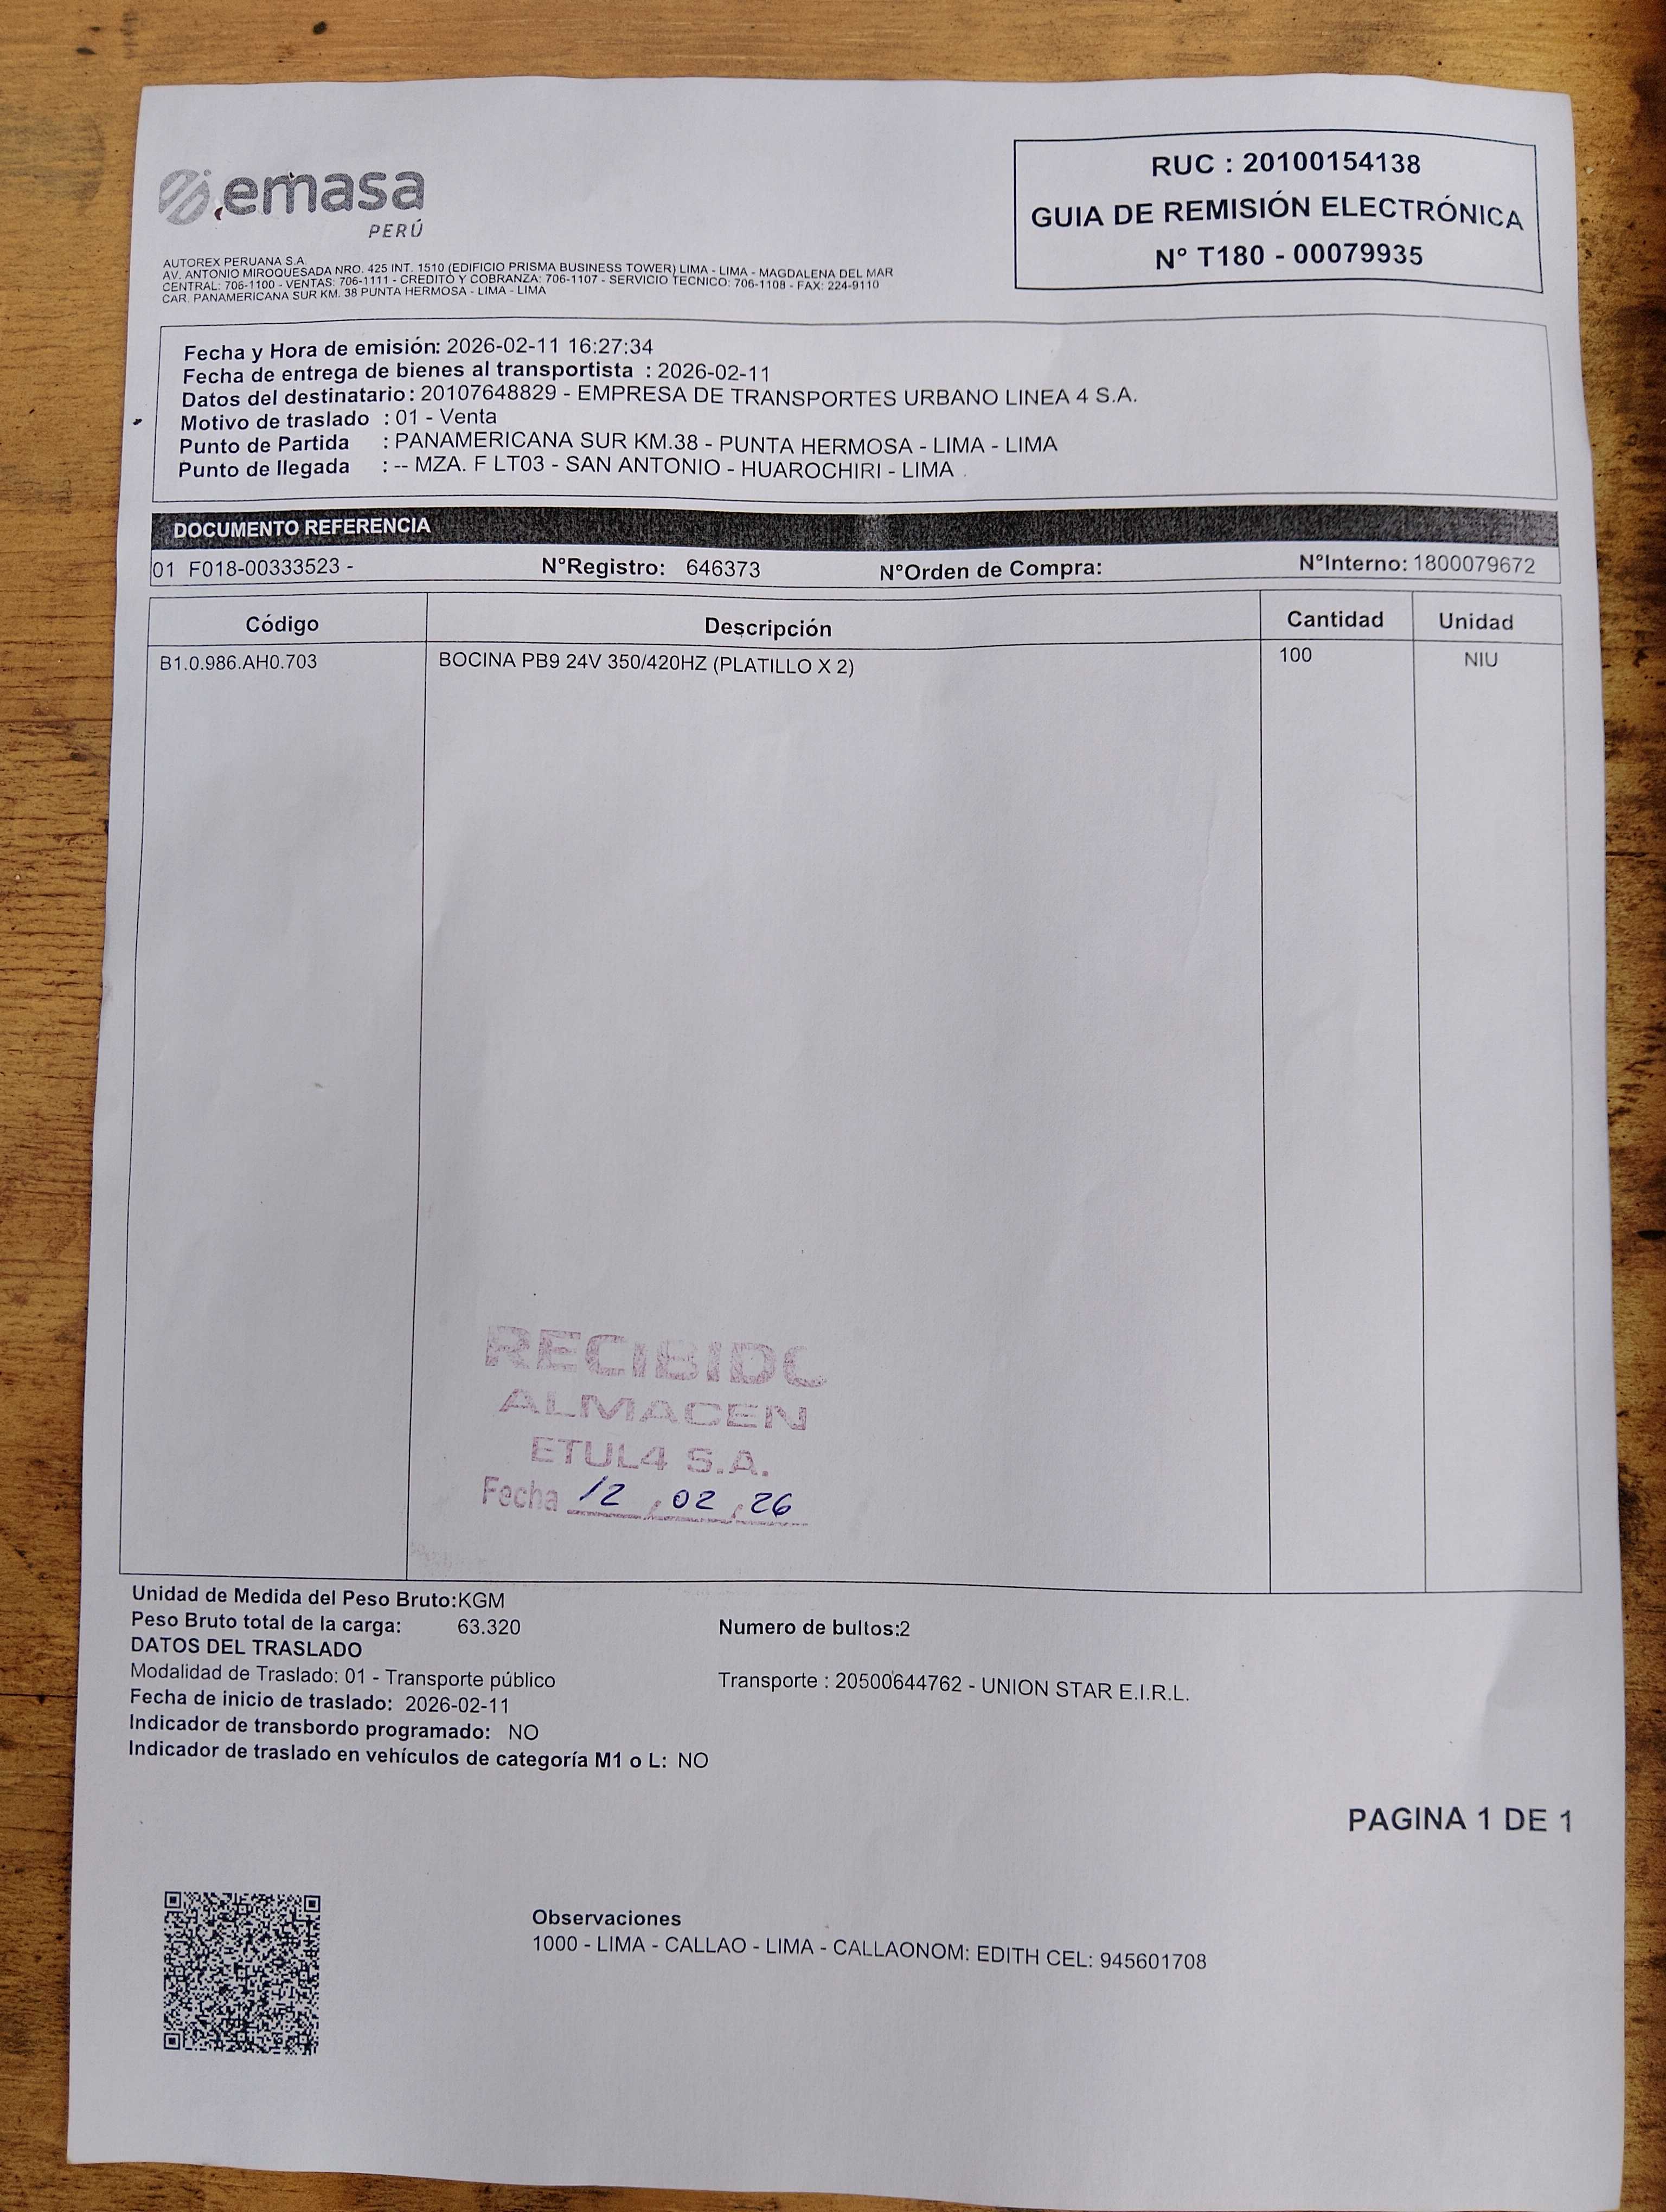 emasa
PERÚ
RUC : 20100154138
GUIA DE REMISIÓN ELECTRÓNICA
N° T180 - 00079935
AUTOREX PERUANA S.A.
AV. ANTONIO MIROQUESADA NRO. 425 INT. 1510 (EDIFICIO PRISMA BUSINESS TOWER) LIMA - LIMA - MAGDALENA DEL MAR
CENTRAL: 706-1100 - VENTAS: 706-1111 - CREDITO Y COBRANZA: 706-1107 - SERVICIO TECNICO: 706-1108 - FAX: 224-9110
CAR. PANAMERICANA SUR KM. 38 PUNTA HERMOSA - LIMA - LIMA
Fecha y Hora de emisión: 2026-02-11 16:27:34
Fecha de entrega de bienes al transportista : 2026-02-11
Datos del destinatario: 20107648829 - EMPRESA DE TRANSPORTES URBANO LINEA 4 S.A.
Motivo de traslado : 01 - Venta
Punto de Partida : PANAMERICANA SUR KM.38 - PUNTA HERMOSA - LIMA - LIMA
Punto de llegada : -- MZA. F LT03 - SAN ANTONIO - HUAROCHIRI - LIMA
DOCUMENTO REFERENCIA
01 F018-00333523 - N°Registro: 646373 N°Orden de Compra: N°Interno: 1800079672
Código Descripción Cantidad Unidad
B1.0.986.AH0.703 BOCINA PB9 24V 350/420HZ (PLATILLO X 2) 100 NIU
RECIBIDO
ALMACEN
ETUL4 S.A.
Fecha 12 , 02 , 26
Unidad de Medida del Peso Bruto:KGM
Peso Bruto total de la carga: 63.320 Numero de bultos:2
DATOS DEL TRASLADO
Modalidad de Traslado: 01 - Transporte público Transporte : 20500644762 - UNION STAR E.I.R.L.
Fecha de inicio de traslado: 2026-02-11
Indicador de transbordo programado: NO
Indicador de traslado en vehículos de categoría M1 o L: NO
PAGINA 1 DE 1
Observaciones
1000 - LIMA - CALLAO - LIMA - CALLAONOM: EDITH CEL: 945601708